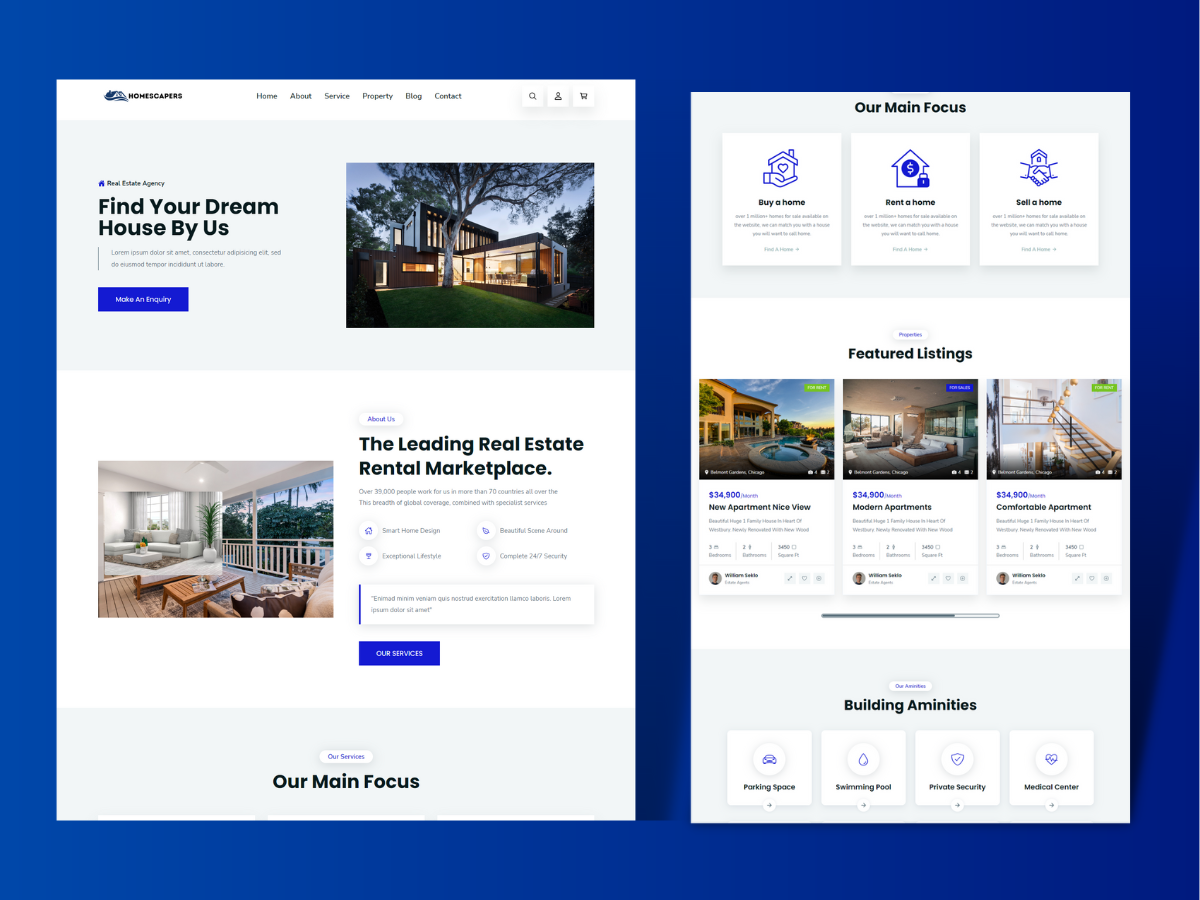 HOMESCAPERS
Home About Service Property Blog Contact
Real Estate Agency
Find Your Dream
House By Us
Lorem ipsum dolor sit amet, consectetur adipisicing elit, sed
do eiusmod tempor incididunt ut labore.
Make An Enquiry
About Us
The Leading Real Estate
Rental Marketplace.
Over 39,000 people work for us in more than 70 countries all over the
This breadth of global coverage, combined with specialist services
Smart Home Design Beautiful Scene Around
Exceptional Lifestyle Complete 24/7 Security
"Enimad minim veniam quis nostrud exercitation llamco laboris. Lorem
ipsum dolor sit amet"
OUR SERVICES
Our Services
Our Main Focus
Our Main Focus
Buy a home
over 1 million+ homes for sale available on
the website, we can match you with a house
you will want to call home.
Find A Home
Rent a home
over 1 million+ homes for sale available on
the website, we can match you with a house
you will want to call home.
Find A Home
Sell a home
over 1 million+ homes for sale available on
the website, we can match you with a house
you will want to call home.
Find A Home
Properties
Featured Listings
FOR RENT
Belmont Gardens, Chicago 4 2
$34,900/Month
New Apartment Nice View
Beautiful Huge 1 Family House In Heart Of
Westbury. Newly Renovated With New Wood
3 2 3450
Bedrooms Bathrooms Square Ft
William Seklo
Estate Agents
FOR SALES
Belmont Gardens, Chicago 4 2
$34,900/Month
Modern Apartments
Beautiful Huge 1 Family House In Heart Of
Westbury. Newly Renovated With New Wood
3 2 3450
Bedrooms Bathrooms Square Ft
William Seklo
Estate Agents
FOR RENT
Belmont Gardens, Chicago 4 2
$34,900/Month
Comfortable Apartment
Beautiful Huge 1 Family House In Heart Of
Westbury. Newly Renovated With New Wood
3 2 3450
Bedrooms Bathrooms Square Ft
William Seklo
Estate Agents
Our Aminities
Building Aminities
Parking Space Swimming Pool Private Security Medical Center